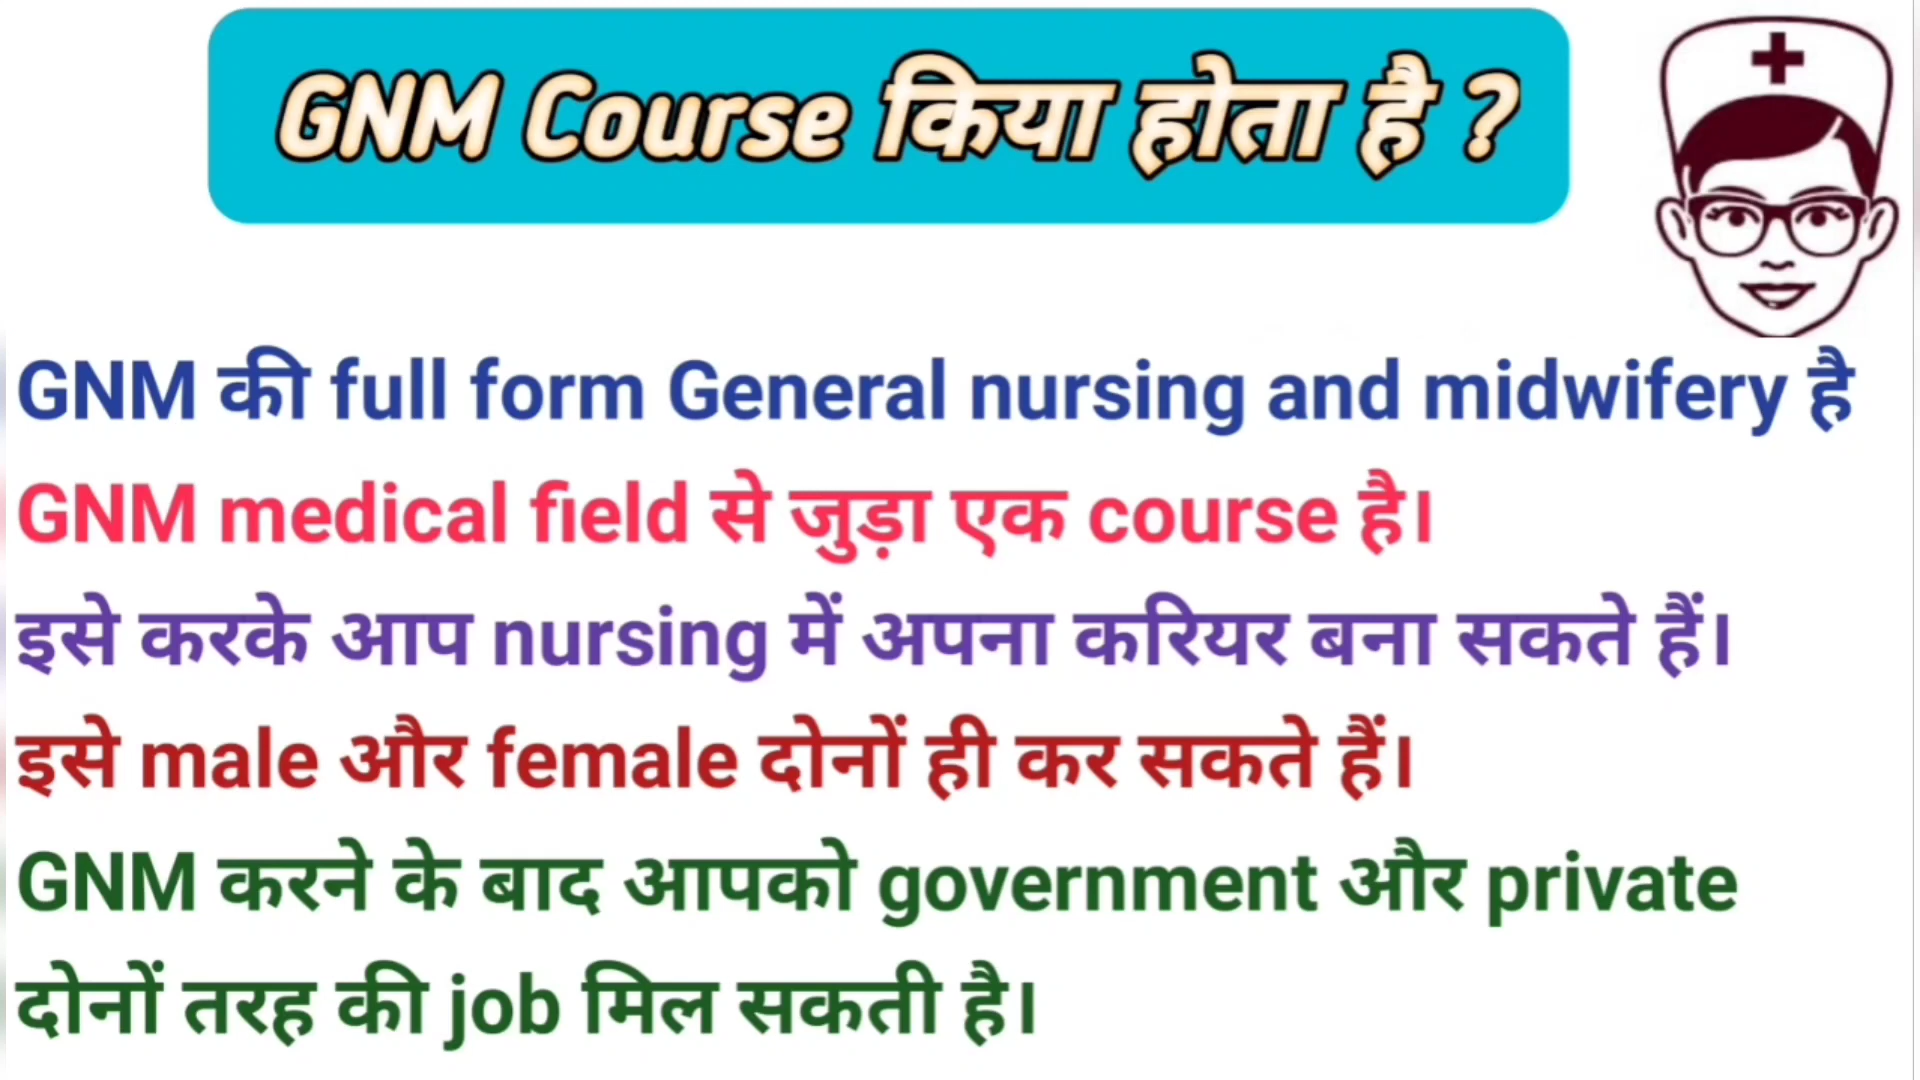 GNM Course किया होता है ?
GNM की full form General nursing and midwifery है
GNM medical field से जुड़ा एक course है।
इसे करके आप nursing में अपना करियर बना सकते हैं।
इसे male और female दोनों ही कर सकते हैं।
GNM करने के बाद आपको government और private
दोनों तरह की job मिल सकती है।